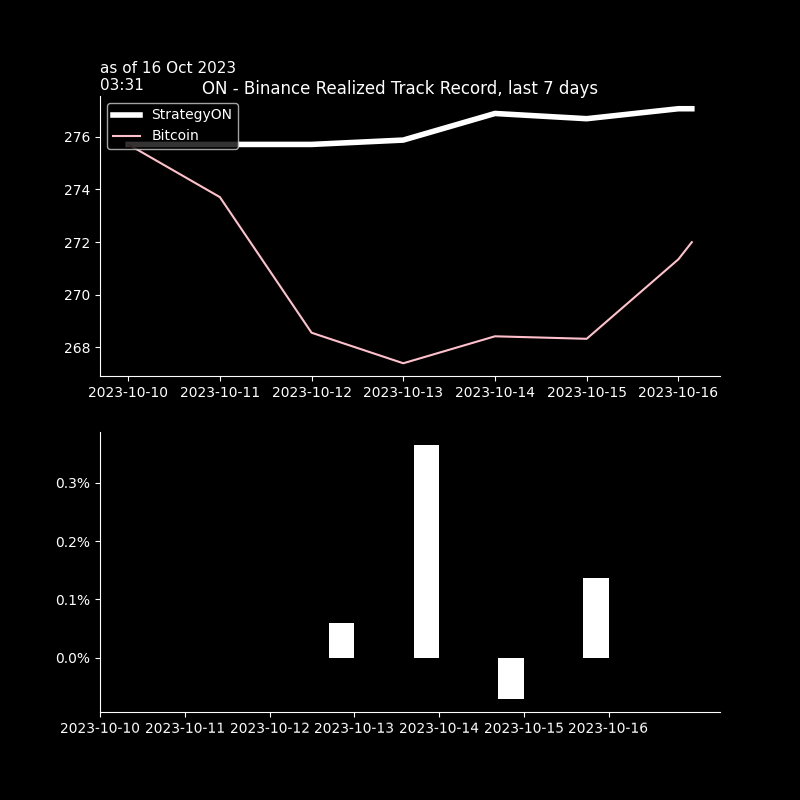 as of 16 Oct 2023
03:31
ON - Binance Realized Track Record, last 7 days
StrategyON
Bitcoin
276
274
272
270
268
2023-10-10 2023-10-11 2023-10-12 2023-10-13 2023-10-14 2023-10-15 2023-10-16
0.3%
0.2%
0.1%
0.0%
2023-10-10 2023-10-11 2023-10-12 2023-10-13 2023-10-14 2023-10-15 2023-10-16